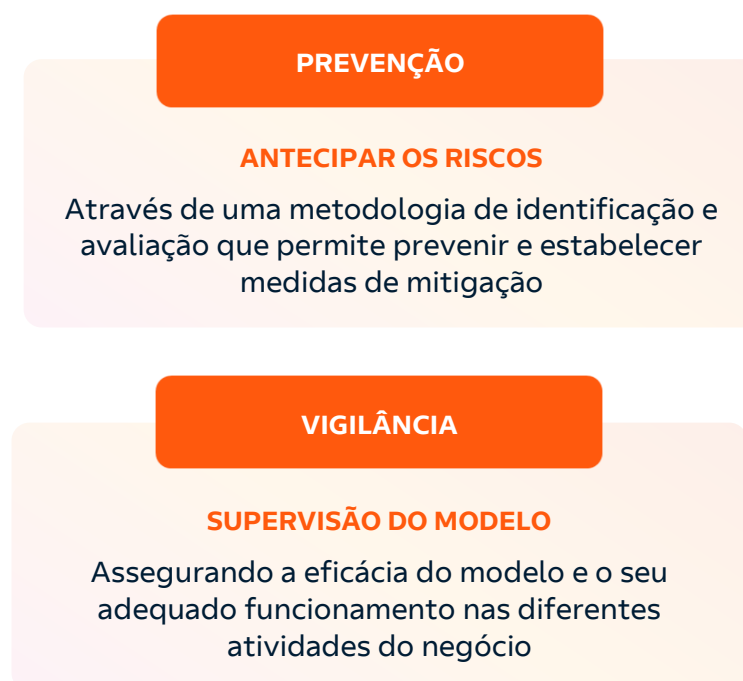 PREVENÇÃO
ANTECIPAR OS RISCOS
Através de uma metodologia de identificação e
avaliação que permite prevenir e estabelecer
medidas de mitigação
VIGILÂNCIA
SUPERVISÃO DO MODELO
Assegurando a eficácia do modelo e o seu
adequado funcionamento nas diferentes
atividades do negócio